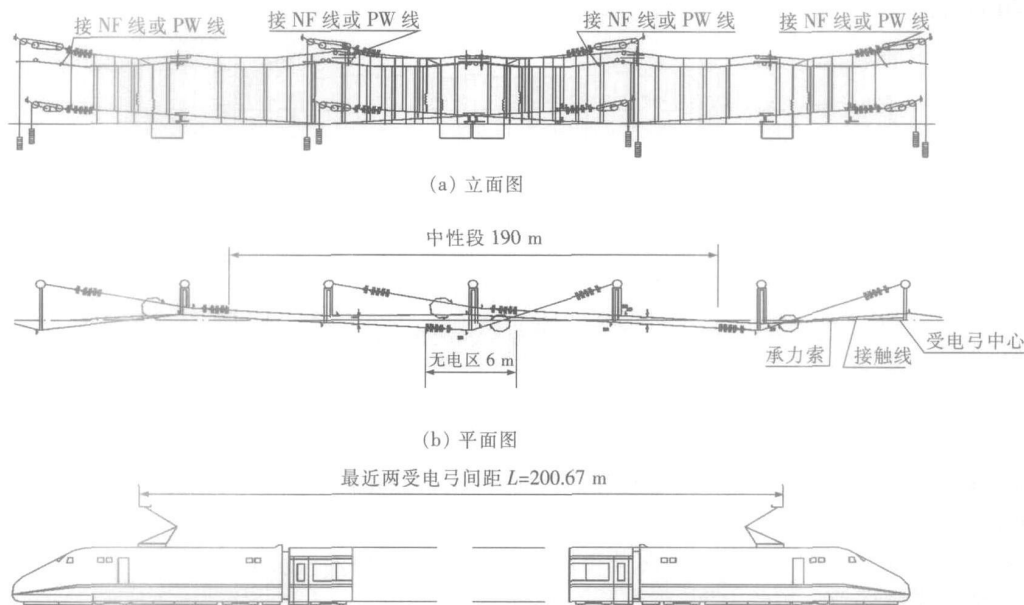 接 NF 线或 PW 线
接 NF 线或 PW 线
接 NF 线或 PW 线
接 NF 线或 PW 线
(a) 立面图
中性段 190 m
无电区 6 m
承力索
接触线
受电弓中心
(b) 平面图
最近两受电弓间距 L=200.67 m